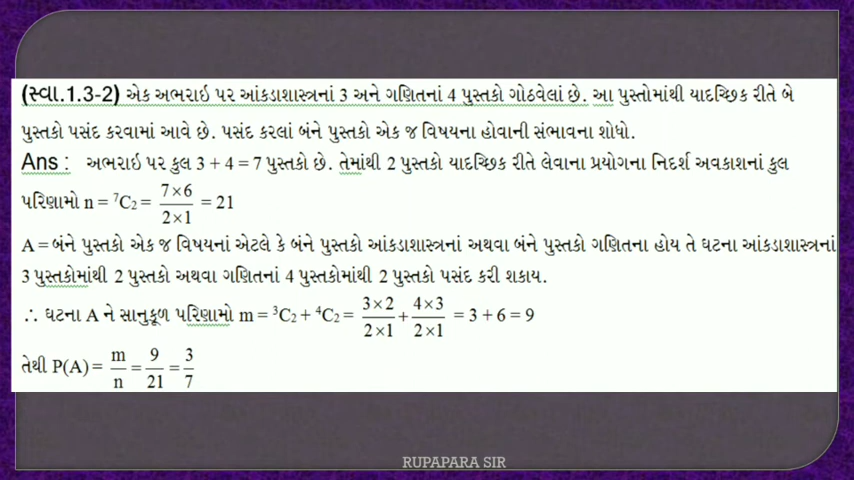 (સ્વા.1.3-2) એક અભરાઇ પર આંકડાશાસ્ત્રનાં 3 અને ગણિતનાં 4 પુસ્તકો ગોઠવેલાં છે. આ પુસ્તોમાંથી યાદચ્છિક રીતે બે
પુસ્તકો પસંદ કરવામાં આવે છે. પસંદ કરલાં બંને પુસ્તકો એક જ વિષયના હોવાની સંભાવના શોધો.
Ans : અભરાઇ પર કુલ 3 + 4 = 7 પુસ્તકો છે. તેમાંથી 2 પુસ્તકો યાદચ્છિક રીતે લેવાના પ્રયોગના નિદર્શ અવકાશનાં કુલ
પરિણામો n = ⁷C₂ = 7×6 / 2×1 = 21
A = બંને પુસ્તકો એક જ વિષયનાં એટલે કે બંને પુસ્તકો આંકડાશાસ્ત્રનાં અથવા બંને પુસ્તકો ગણિતના હોય તે ઘટના આંકડાશાસ્ત્રનાં
3 પુસ્તકોમાંથી 2 પુસ્તકો અથવા ગણિતનાં 4 પુસ્તકોમાંથી 2 પુસ્તકો પસંદ કરી શકાય.
∴ ઘટના A ને સાનુકૂળ પરિણામો m = ³C₂ + ⁴C₂ = 3×2 / 2×1 + 4×3 / 2×1 = 3 + 6 = 9
તેથી P(A) = m / n = 9 / 21 = 3 / 7
RUPAPARA SIR